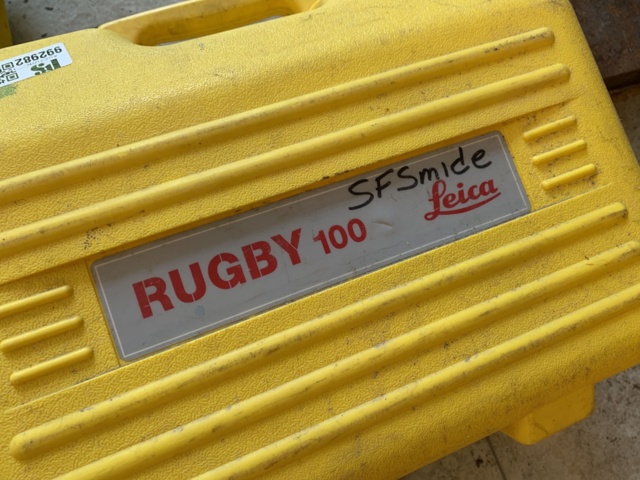 992982
SFSmide
RUGBY 100
Leica